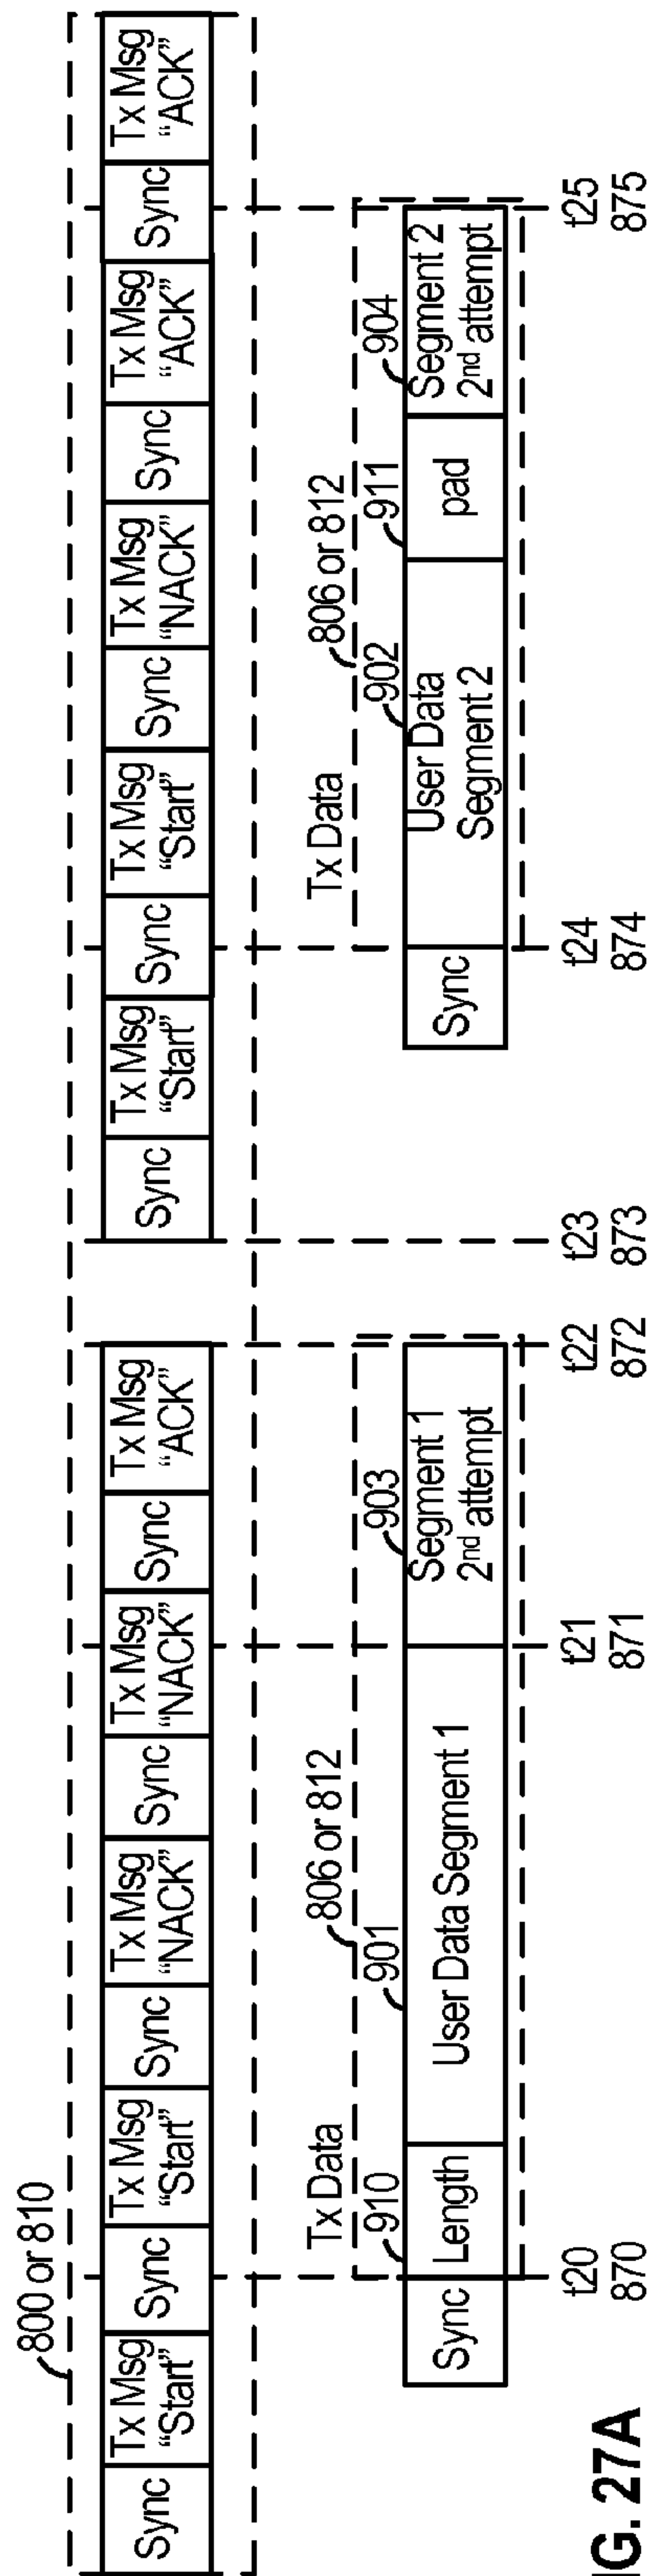 800 or 810
Sync
Tx Msg
“Start”
Sync
Tx Msg
“Start”
Sync
Tx Msg
“NACK”
Sync
Tx Msg
“NACK”
Sync
Tx Msg
“ACK”
Sync
Tx Msg
“Start”
Sync
Tx Msg
“Start”
Sync
Tx Msg
“NACK”
Sync
Tx Msg
“ACK”
Sync
Tx Msg
“ACK”
Tx Data
806 or 812
910
901
903
Sync
Length
User Data Segment 1
Segment 1
2nd attempt
Tx Data
806 or 812
902
911
904
Sync
User Data
Segment 2
pad
Segment 2
2nd attempt
t20
870
t21
871
t22
872
t23
873
t24
874
t25
875
IG. 27A